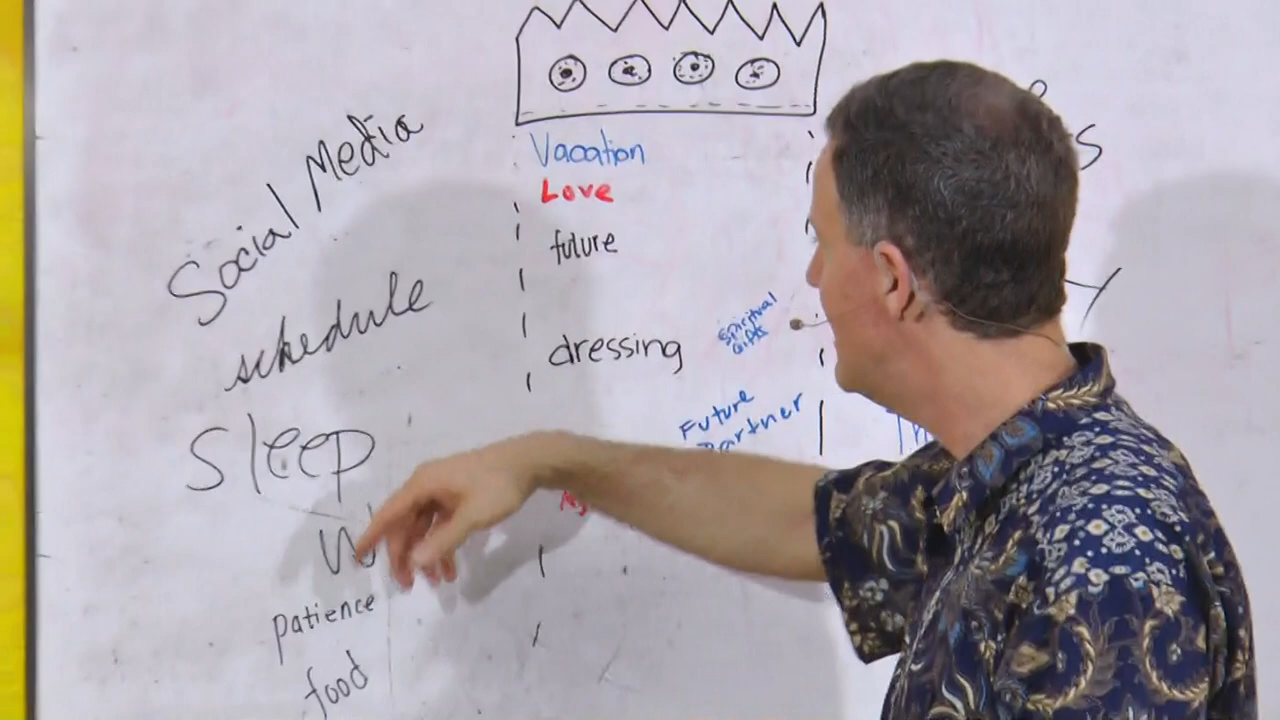 Social Media
schedule
Sleep
patience
food
Vacation
Love
future
dressing
Spiritual
Gifts
Future
Partner